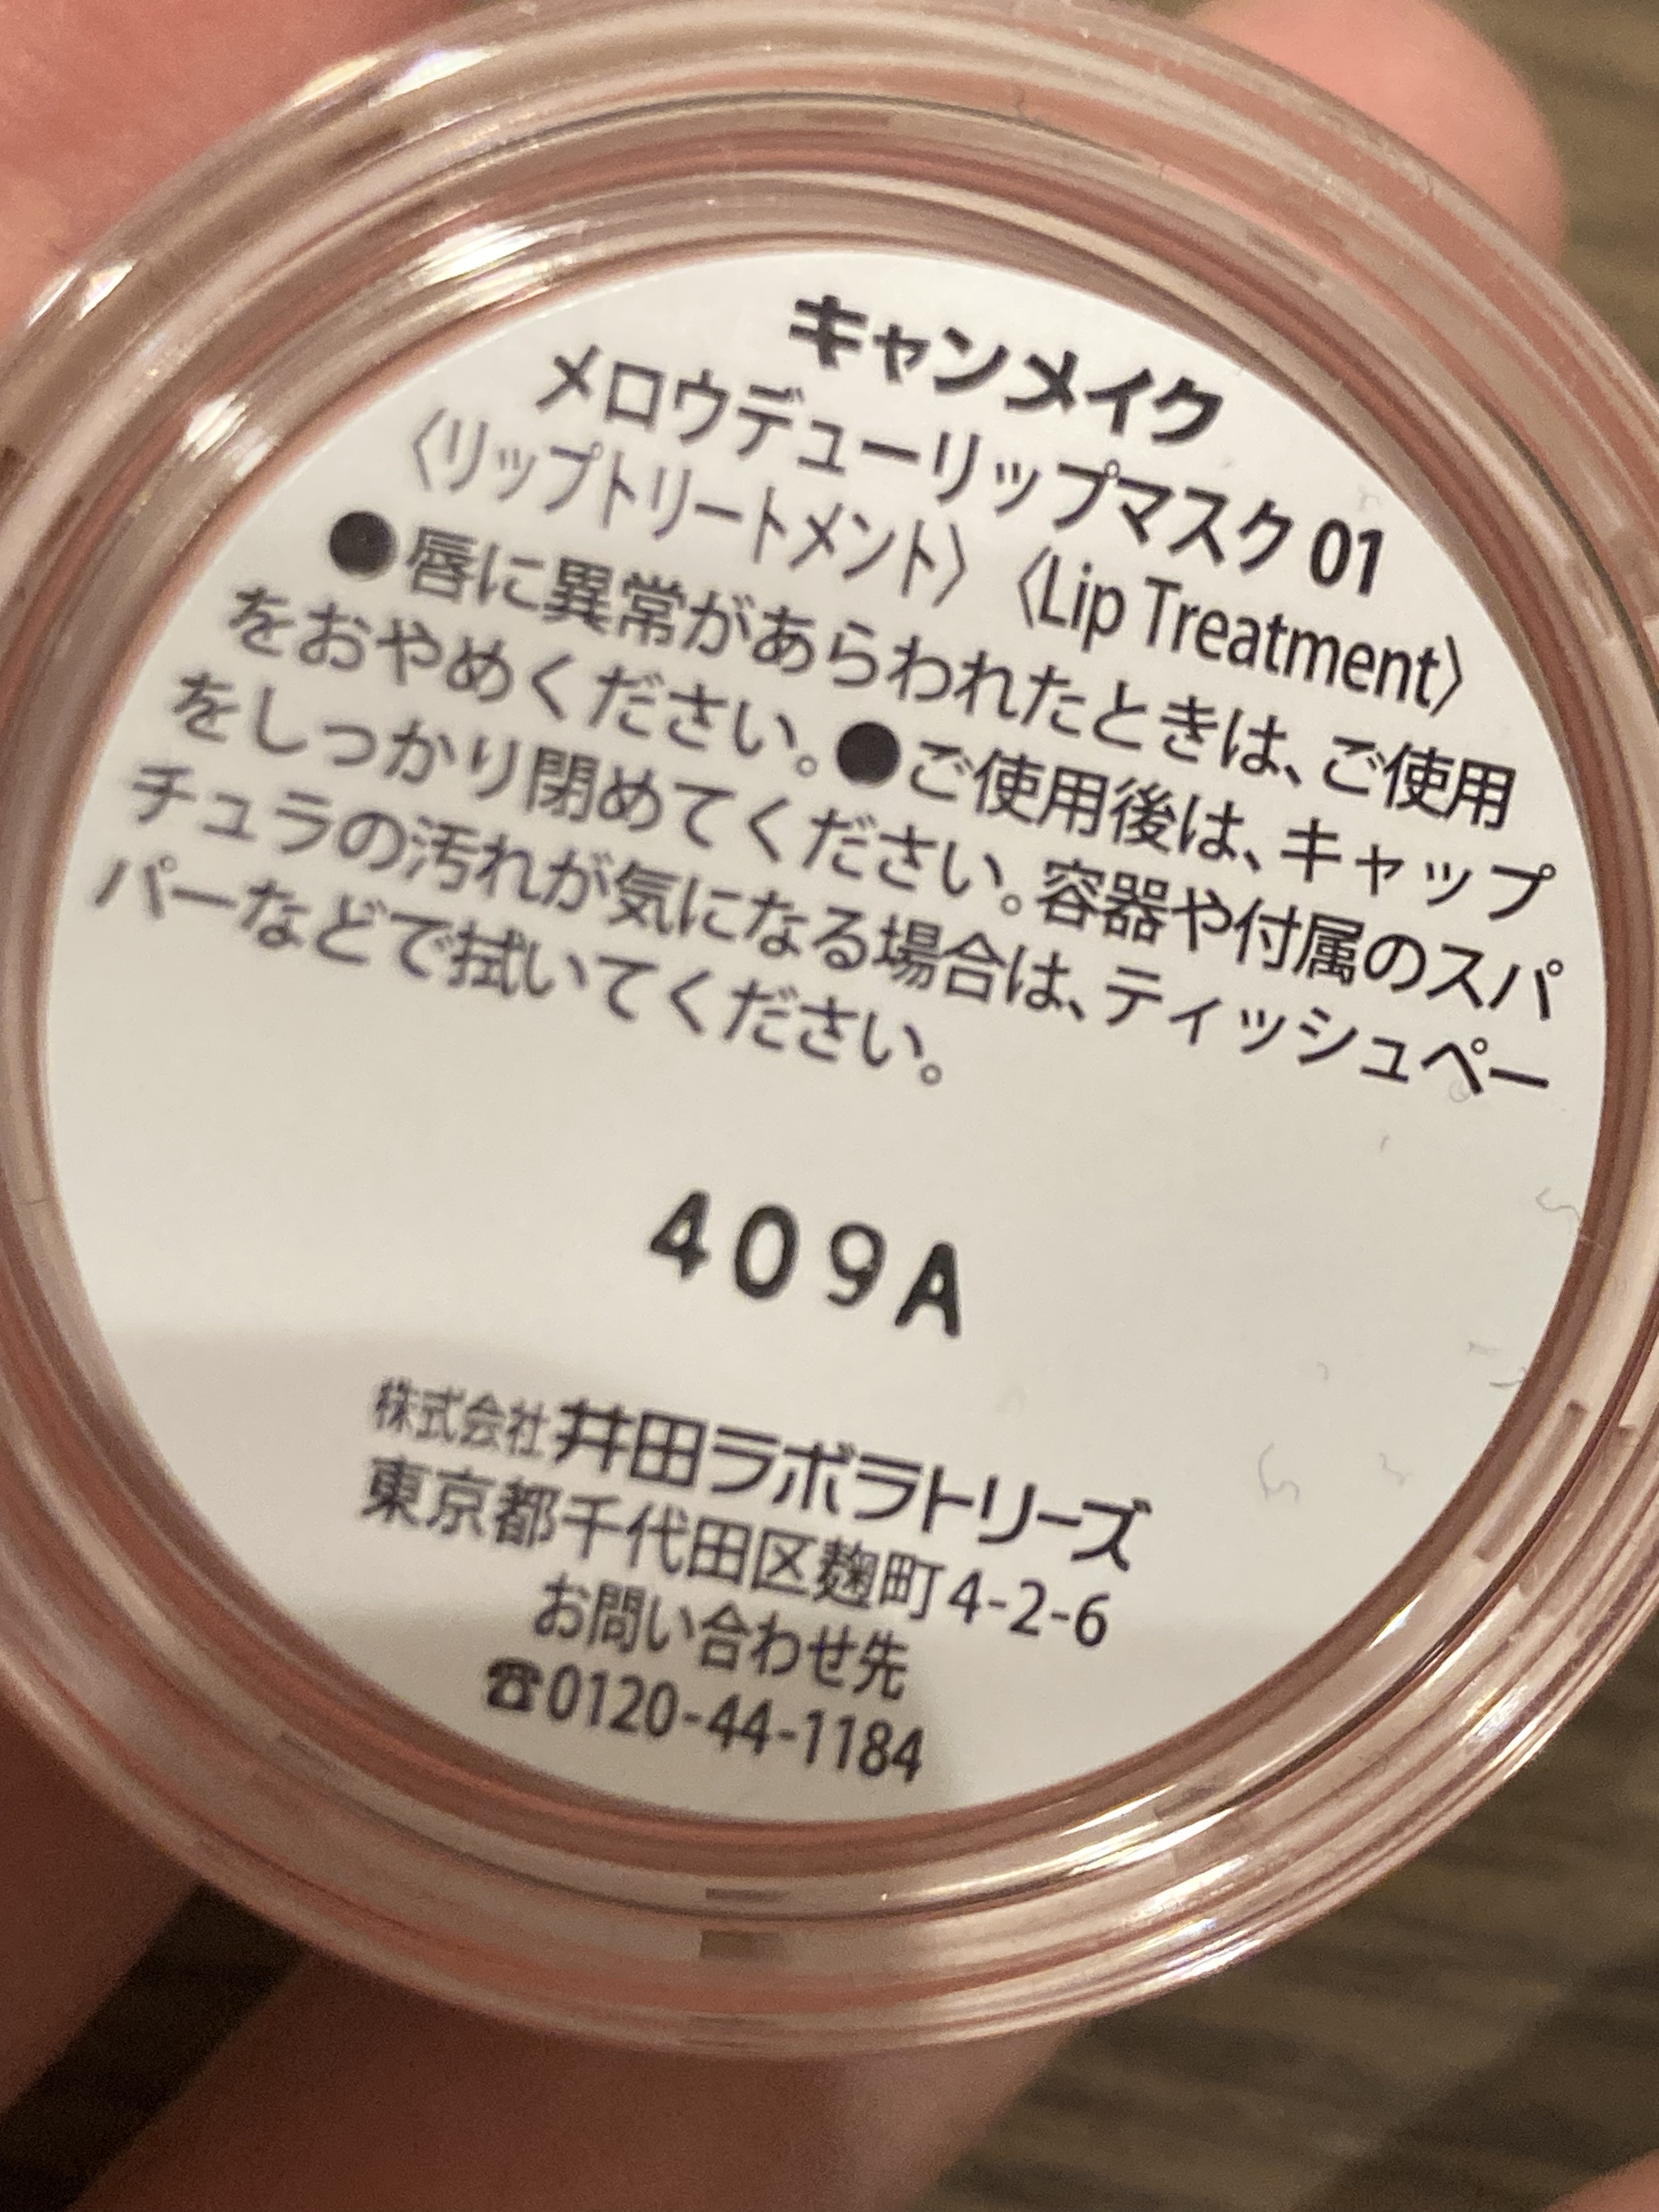 キャンメイク
メロウデューリップマスク 01
〈リップトリートメント〉〈Lip Treatment〉
●唇に異常があらわれたときは、ご使用
をおやめください。●ご使用後は、キャップ
をしっかり閉めてください。容器や付属のスパ
チュラの汚れが気になる場合は、ティッシュペー
パーなどで拭いてください。
409A
株式会社井田ラボラトリーズ
東京都千代田区麹町4-2-6
お問い合わせ先
☎0120-44-1184